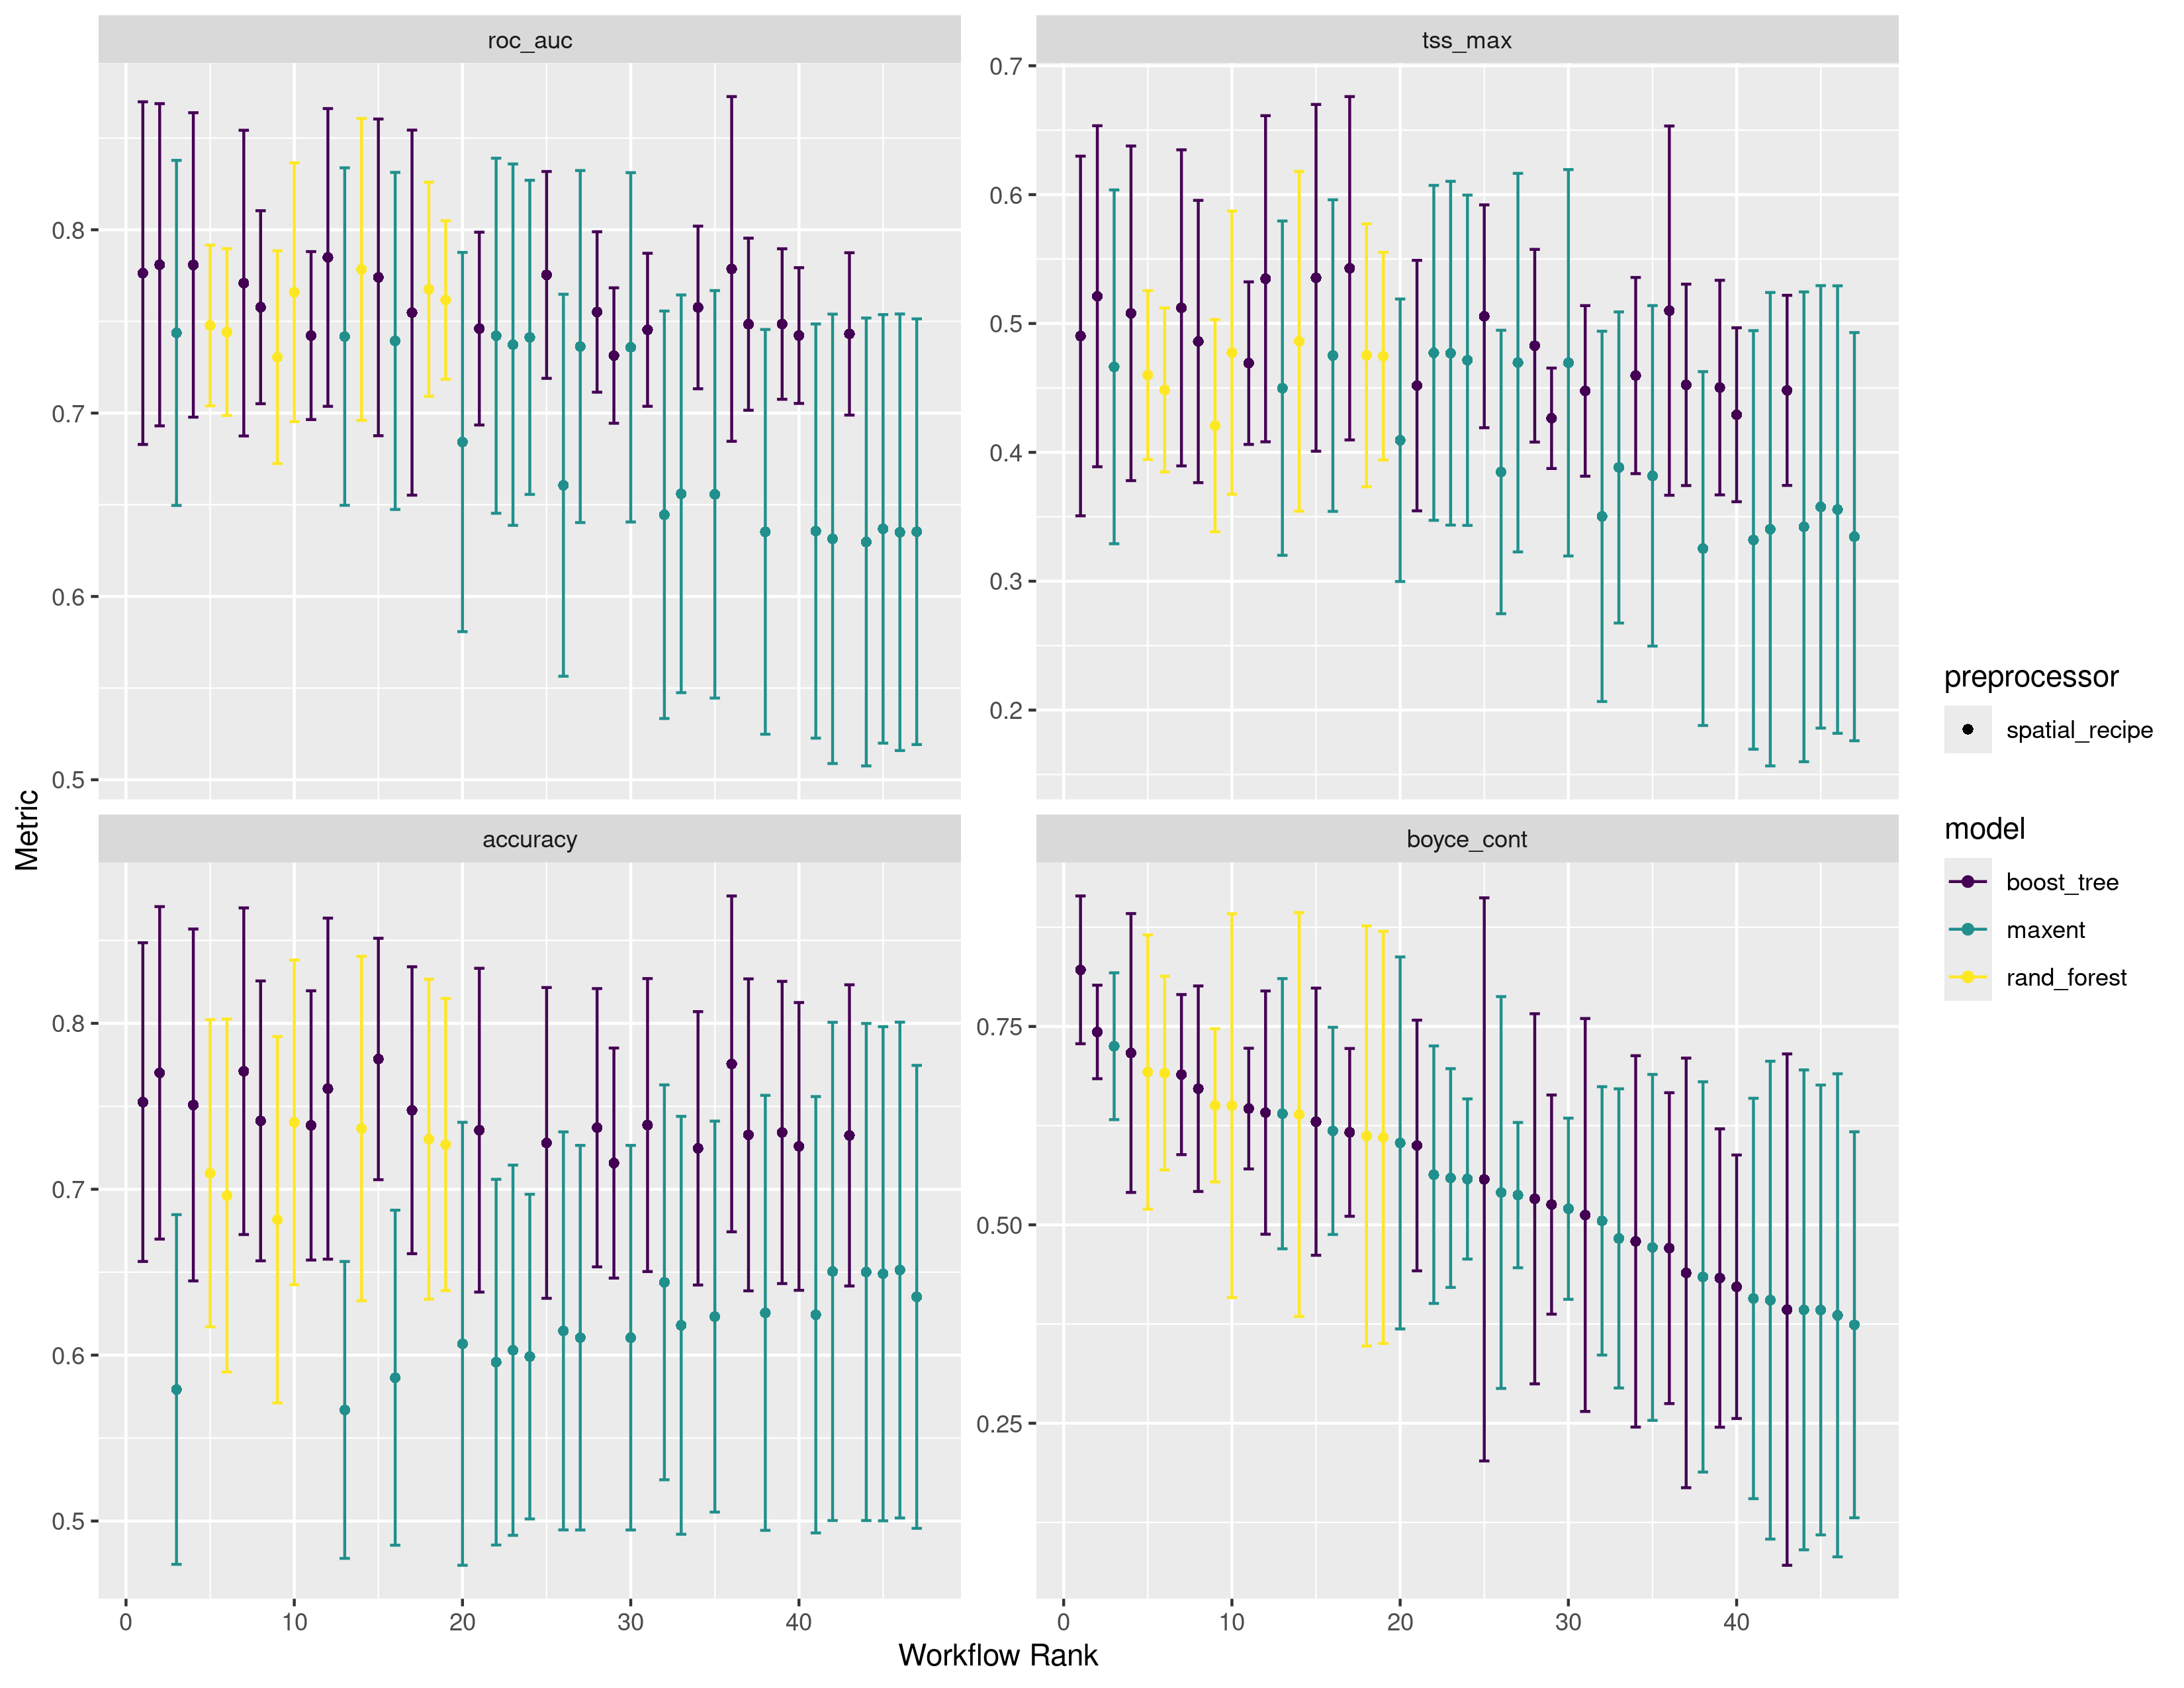 roc_auc
tss_max
0.8
0.7
0.6
0.5
0.7
0.6
0.5
0.4
0.3
0.2
accuracy
boyce_cont
0.8
0.7
0.6
0.5
0.75
0.50
0.25
0 10 20 30 40
0 10 20 30 40
Metric
Workflow Rank
preprocessor
spatial_recipe
model
boost_tree
maxent
rand_forest